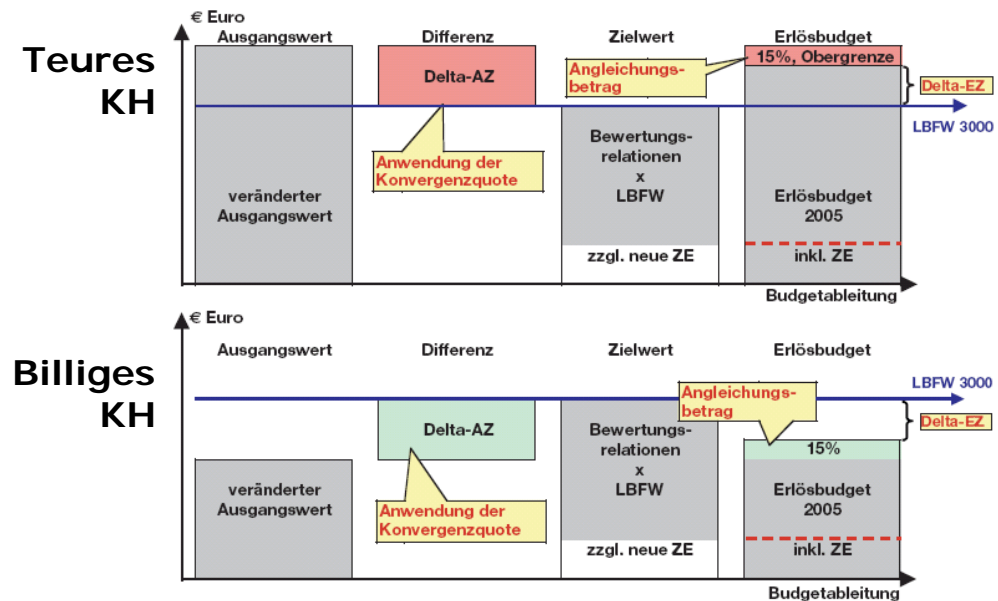 € Euro
Teures
KH
Ausgangswert
Differenz
Zielwert
Erlösbudget
Delta-AZ
Angleichungs-
betrag
15%, Obergrenze
Delta-EZ
LBFW 3000
Anwendung der
Konvergenzquote
Bewertungs-
relationen
x
LBFW
veränderter
Ausgangswert
Erlösbudget
2005
zzgl. neue ZE
inkl. ZE
Budgetableitung
€ Euro
Billiges
KH
Ausgangswert
Differenz
Zielwert
Erlösbudget
LBFW 3000
Angleichungs-
betrag
Delta-EZ
Delta-AZ
Bewertungs-
relationen
x
LBFW
15%
veränderter
Ausgangswert
Anwendung der
Konvergenzquote
Erlösbudget
2005
zzgl. neue ZE
inkl. ZE
Budgetableitung